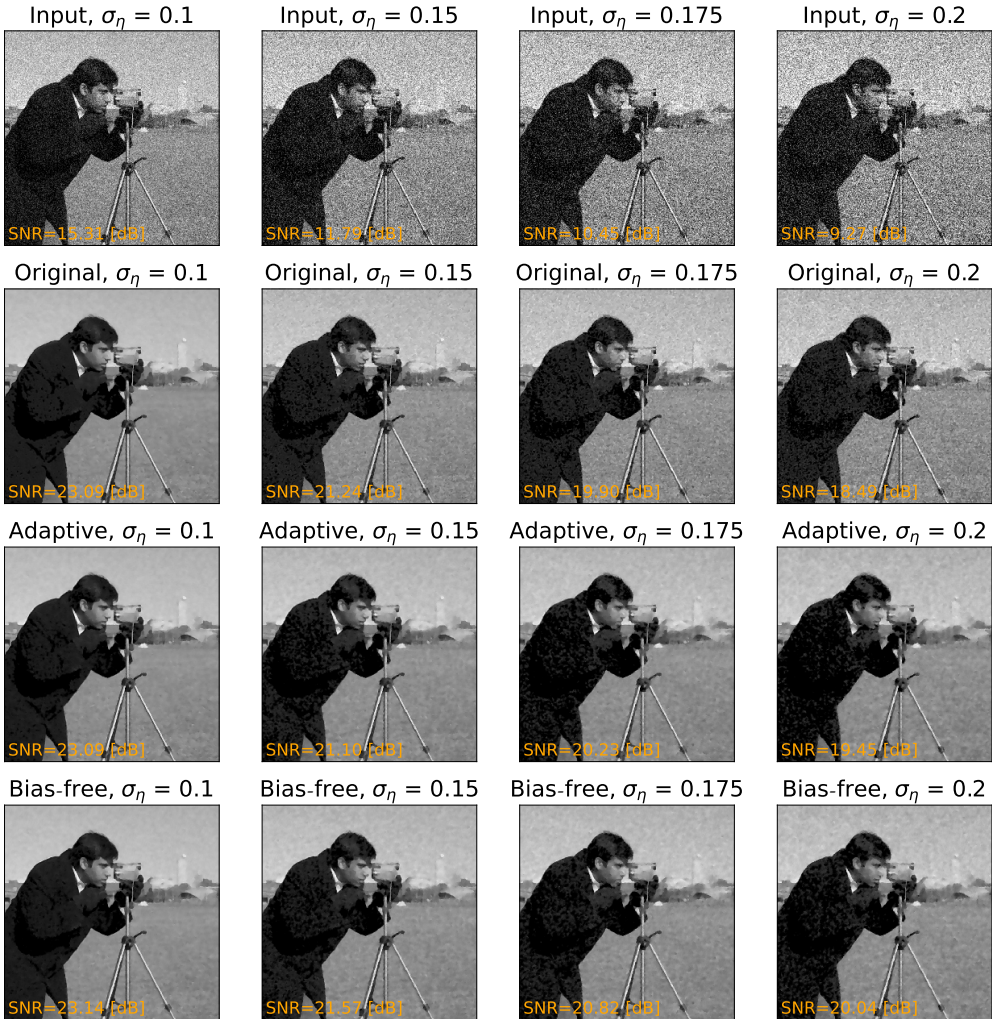 Input, σ_η = 0.1
Input, σ_η = 0.15
Input, σ_η = 0.175
Input, σ_η = 0.2
SNR=15.31 [dB]
SNR=11.79 [dB]
SNR=10.45 [dB]
SNR=9.27 [dB]
Original, σ_η = 0.1
Original, σ_η = 0.15
Original, σ_η = 0.175
Original, σ_η = 0.2
SNR=23.09 [dB]
SNR=21.24 [dB]
SNR=19.90 [dB]
SNR=18.49 [dB]
Adaptive, σ_η = 0.1
Adaptive, σ_η = 0.15
Adaptive, σ_η = 0.175
Adaptive, σ_η = 0.2
SNR=23.09 [dB]
SNR=21.10 [dB]
SNR=20.23 [dB]
SNR=19.45 [dB]
Bias-free, σ_η = 0.1
Bias-free, σ_η = 0.15
Bias-free, σ_η = 0.175
Bias-free, σ_η = 0.2
SNR=23.14 [dB]
SNR=21.57 [dB]
SNR=20.82 [dB]
SNR=20.04 [dB]